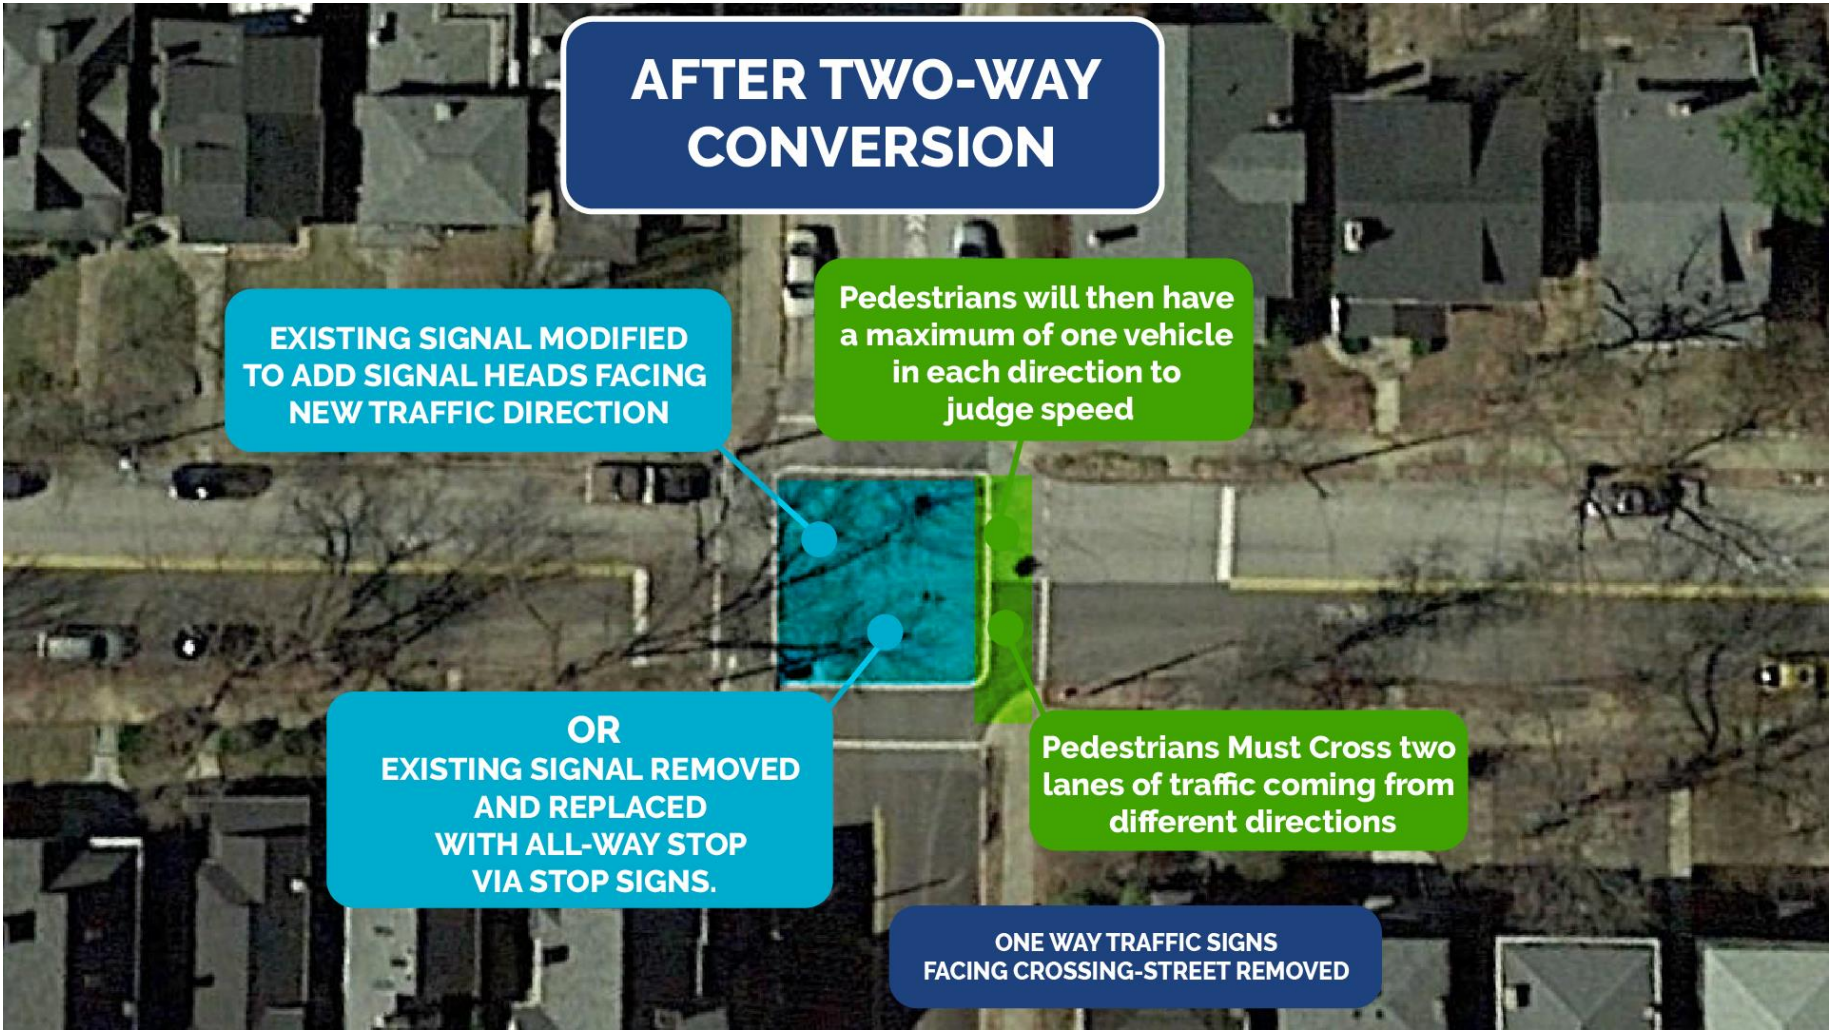 AFTER TWO-WAY
CONVERSION
EXISTING SIGNAL MODIFIED
TO ADD SIGNAL HEADS FACING
NEW TRAFFIC DIRECTION
Pedestrians will then have
a maximum of one vehicle
in each direction to
judge speed
OR
EXISTING SIGNAL REMOVED
AND REPLACED
WITH ALL-WAY STOP
VIA STOP SIGNS.
Pedestrians Must Cross two
lanes of traffic coming from
different directions
ONE WAY TRAFFIC SIGNS
FACING CROSSING-STREET REMOVED